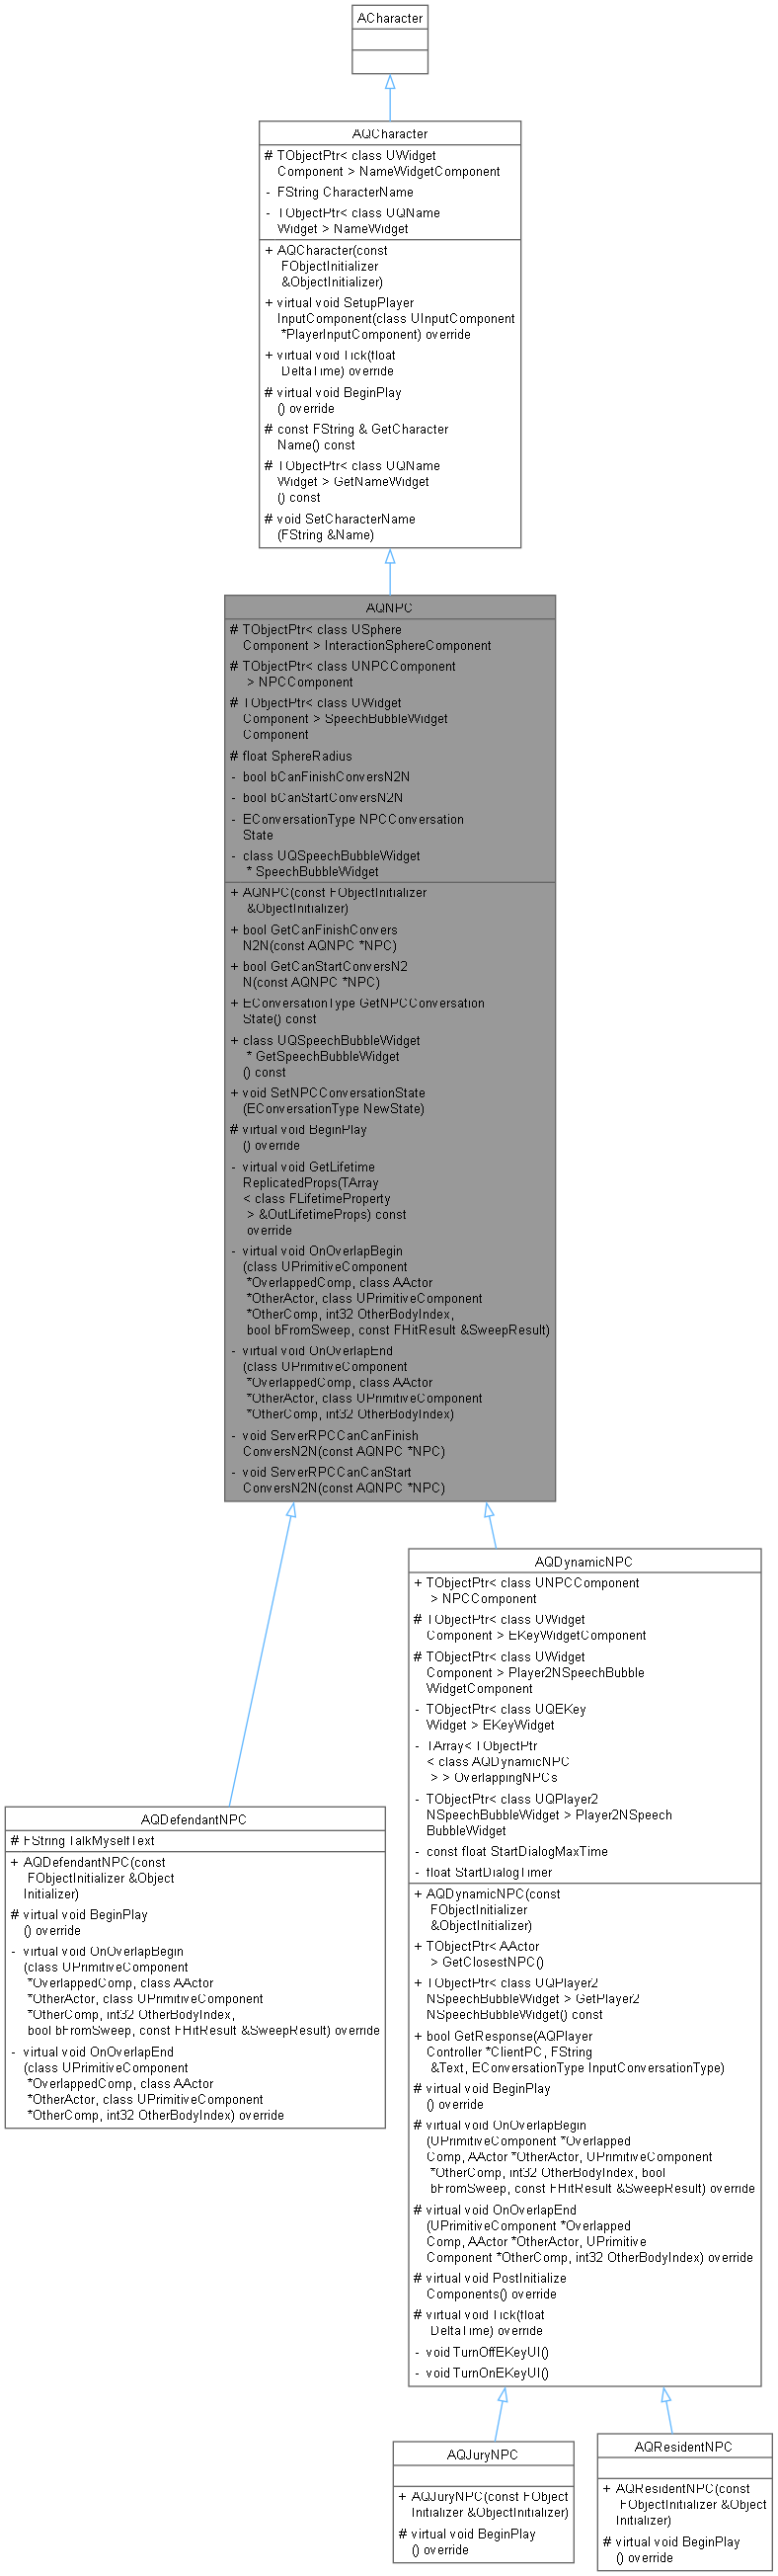 ACharacter
AQCharacter
# TObjectPtr< class UWidget
Component > NameWidgetComponent
- FString CharacterName
- TObjectPtr< class UQName
Widget > NameWidget
+ AQCharacter(const
FObjectInitializer
&ObjectInitializer)
+ virtual void SetupPlayer
InputComponent(class UInputComponent
*PlayerInputComponent) override
+ virtual void Tick(float
DeltaTime) override
# virtual void BeginPlay
() override
# const FString & GetCharacter
Name() const
# TObjectPtr< class UQName
Widget > GetNameWidget
() const
# void SetCharacterName
(FString &Name)
AQNPC
# TObjectPtr< class USphere
Component > InteractionSphereComponent
# TObjectPtr< class UNPCComponent
> NPCComponent
# TObjectPtr< class UWidget
Component > SpeechBubbleWidget
Component
# float SphereRadius
- bool bCanFinishConversN2N
- bool bCanStartConversN2N
- EConversationType NPCConversation
State
- class UQSpeechBubbleWidget
* SpeechBubbleWidget
+ AQNPC(const FObjectInitializer
&ObjectInitializer)
+ bool GetCanFinishConvers
N2N(const AQNPC *NPC)
+ bool GetCanStartConversN2
N(const AQNPC *NPC)
+ EConversationType GetNPCConversation
State() const
+ class UQSpeechBubbleWidget
* GetSpeechBubbleWidget
() const
+ void SetNPCConversationState
(EConversationType NewState)
# virtual void BeginPlay
() override
- virtual void GetLifetime
ReplicatedProps(TArray
< class FLifetimeProperty
> &OutLifetimeProps) const
override
- virtual void OnOverlapBegin
(class UPrimitiveComponent
*OverlappedComp, class AActor
*OtherActor, class UPrimitiveComponent
*OtherComp, int32 OtherBodyIndex,
bool bFromSweep, const FHitResult &SweepResult)
- virtual void OnOverlapEnd
(class UPrimitiveComponent
*OverlappedComp, class AActor
*OtherActor, class UPrimitiveComponent
*OtherComp, int32 OtherBodyIndex)
- void ServerRPCCanCanFinish
ConversN2N(const AQNPC *NPC)
- void ServerRPCCanCanStart
ConversN2N(const AQNPC *NPC)
AQDynamicNPC
+ TObjectPtr< class UNPCComponent
> NPCComponent
# TObjectPtr< class UWidget
Component > EKeyWidgetComponent
# TObjectPtr< class UWidget
Component > Player2NSpeechBubble
WidgetComponent
- TObjectPtr< class UQEKey
Widget > EKeyWidget
- TArray< TObjectPtr
< class AQDynamicNPC
> > OverlappingNPCs
- TObjectPtr< class UQPlayer2
NSpeechBubbleWidget > Player2NSpeech
BubbleWidget
- const float StartDialogMaxTime
- float StartDialogTimer
+ AQDynamicNPC(const
FObjectInitializer
&ObjectInitializer)
+ TObjectPtr< AActor
> GetClosestNPC()
+ TObjectPtr< class UQPlayer2
NSpeechBubbleWidget > GetPlayer2
NSpeechBubbleWidget() const
+ bool GetResponse(AQPlayer
Controller *ClientPC, FString
&Text, EConversationType InputConversationType)
# virtual void BeginPlay
() override
# virtual void OnOverlapBegin
(UPrimitiveComponent *Overlapped
Comp, AActor *OtherActor, UPrimitiveComponent
*OtherComp, int32 OtherBodyIndex, bool
bFromSweep, const FHitResult &SweepResult) override
# virtual void OnOverlapEnd
(UPrimitiveComponent *Overlapped
Comp, AActor *OtherActor, UPrimitive
Component *OtherComp, int32 OtherBodyIndex) override
# virtual void PostInitialize
Components() override
# virtual void Tick(float
DeltaTime) override
- void TurnOffEKeyUI()
- void TurnOnEKeyUI()
AQDefendantNPC
# FString TalkMyselfText
+ AQDefendantNPC(const
FObjectInitializer &Object
Initializer)
# virtual void BeginPlay
() override
- virtual void OnOverlapBegin
(class UPrimitiveComponent
*OverlappedComp, class AActor
*OtherActor, class UPrimitiveComponent
*OtherComp, int32 OtherBodyIndex,
bool bFromSweep, const FHitResult &SweepResult) override
- virtual void OnOverlapEnd
(class UPrimitiveComponent
*OverlappedComp, class AActor
*OtherActor, class UPrimitiveComponent
*OtherComp, int32 OtherBodyIndex) override
AQJuryNPC
+ AQJuryNPC(const FObject
Initializer &ObjectInitializer)
# virtual void BeginPlay
() override
AQResidentNPC
+ AQResidentNPC(const
FObjectInitializer &Object
Initializer)
# virtual void BeginPlay
() override